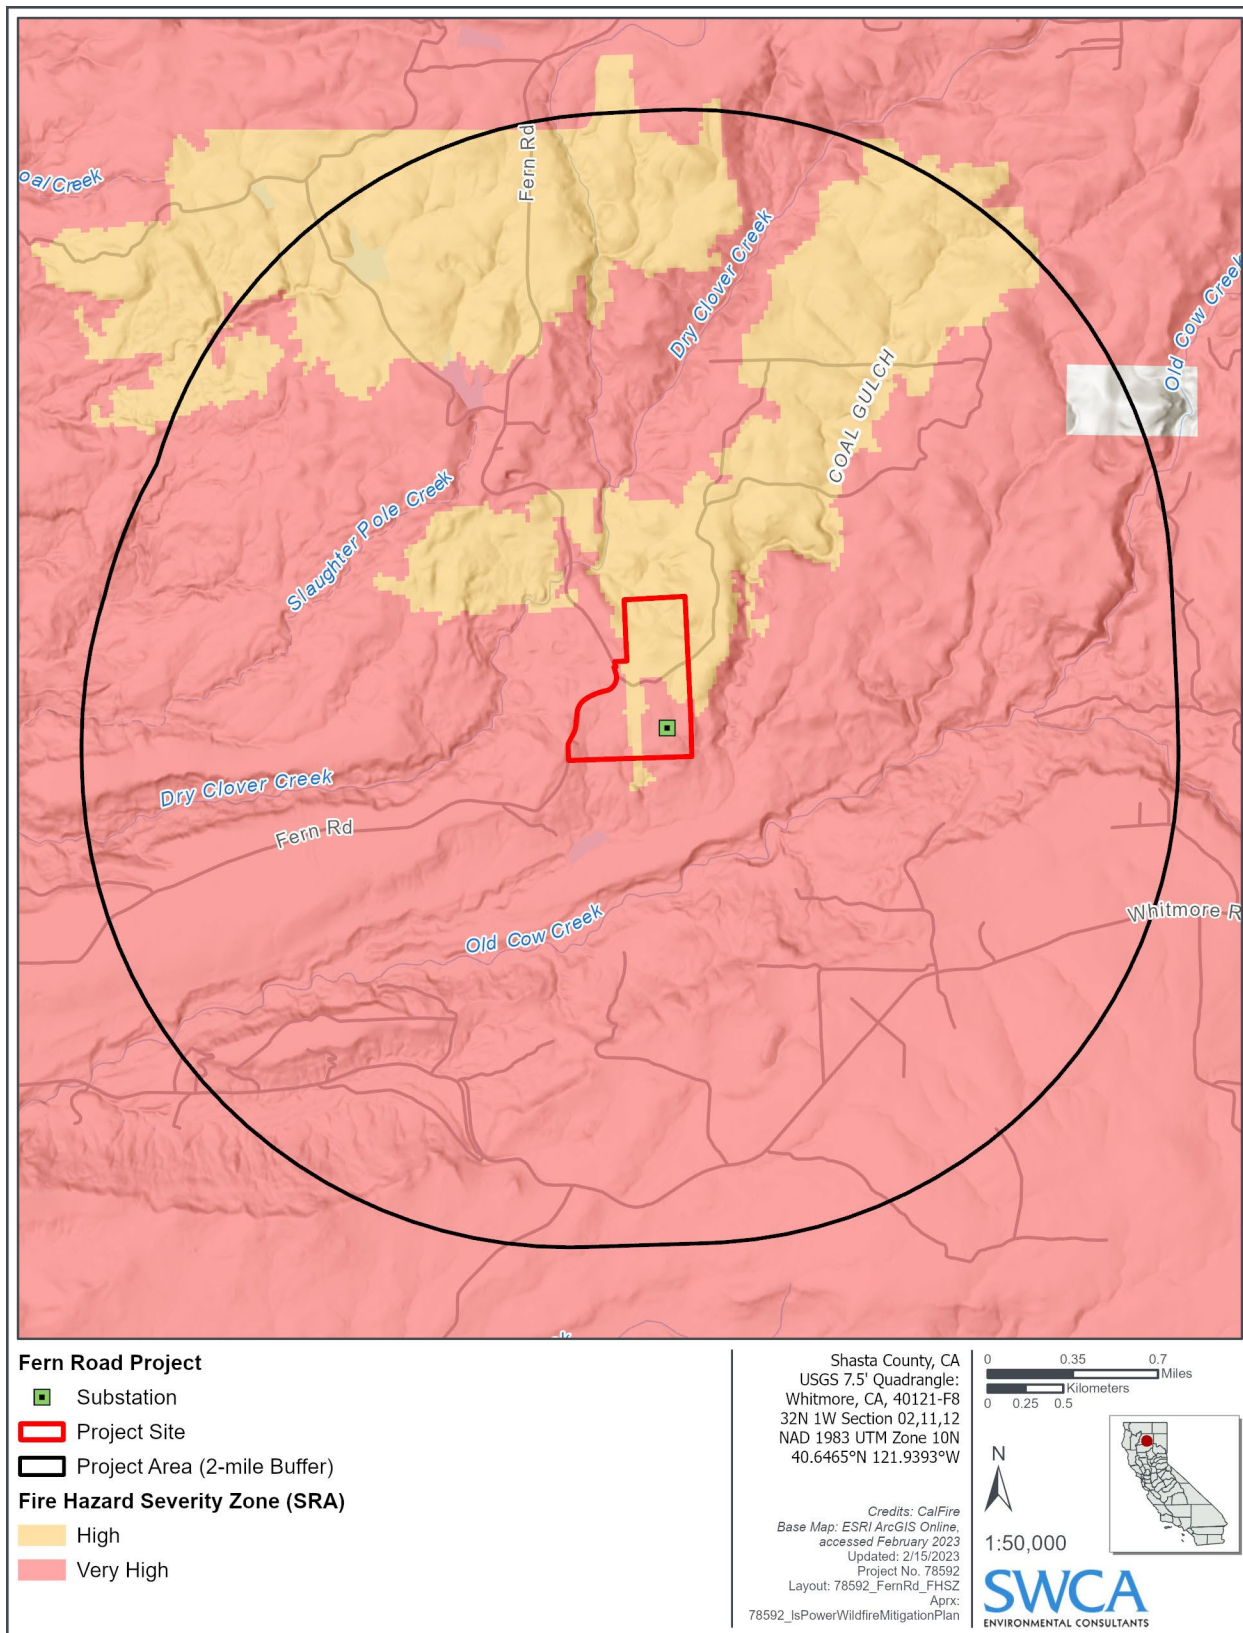 Fern Rd
oal Creek
Dry Clover Creek
Old Cow Creek
COAL GULCH
Slaughter Pole Creek
Dry Clover Creek
Fern Rd
Old Cow Creek
Whitmore R
Fern Road Project
Substation
Project Site
Project Area (2-mile Buffer)
Fire Hazard Severity Zone (SRA)
High
Very High
Shasta County, CA
USGS 7.5' Quadrangle:
Whitmore, CA, 40121-F8
32N 1W Section 02,11,12
NAD 1983 UTM Zone 10N
40.6465°N 121.9393°W
Credits: CalFire
Base Map: ESRI ArcGIS Online,
accessed February 2023
Updated: 2/15/2023
Project No. 78592
Layout: 78592_FernRd_FHSZ
Aprx:
78592_IsPowerWildfireMitigationPlan
0 0.35 0.7
Miles
Kilometers
0 0.25 0.5
N
1:50,000
SWCA
ENVIRONMENTAL CONSULTANTS